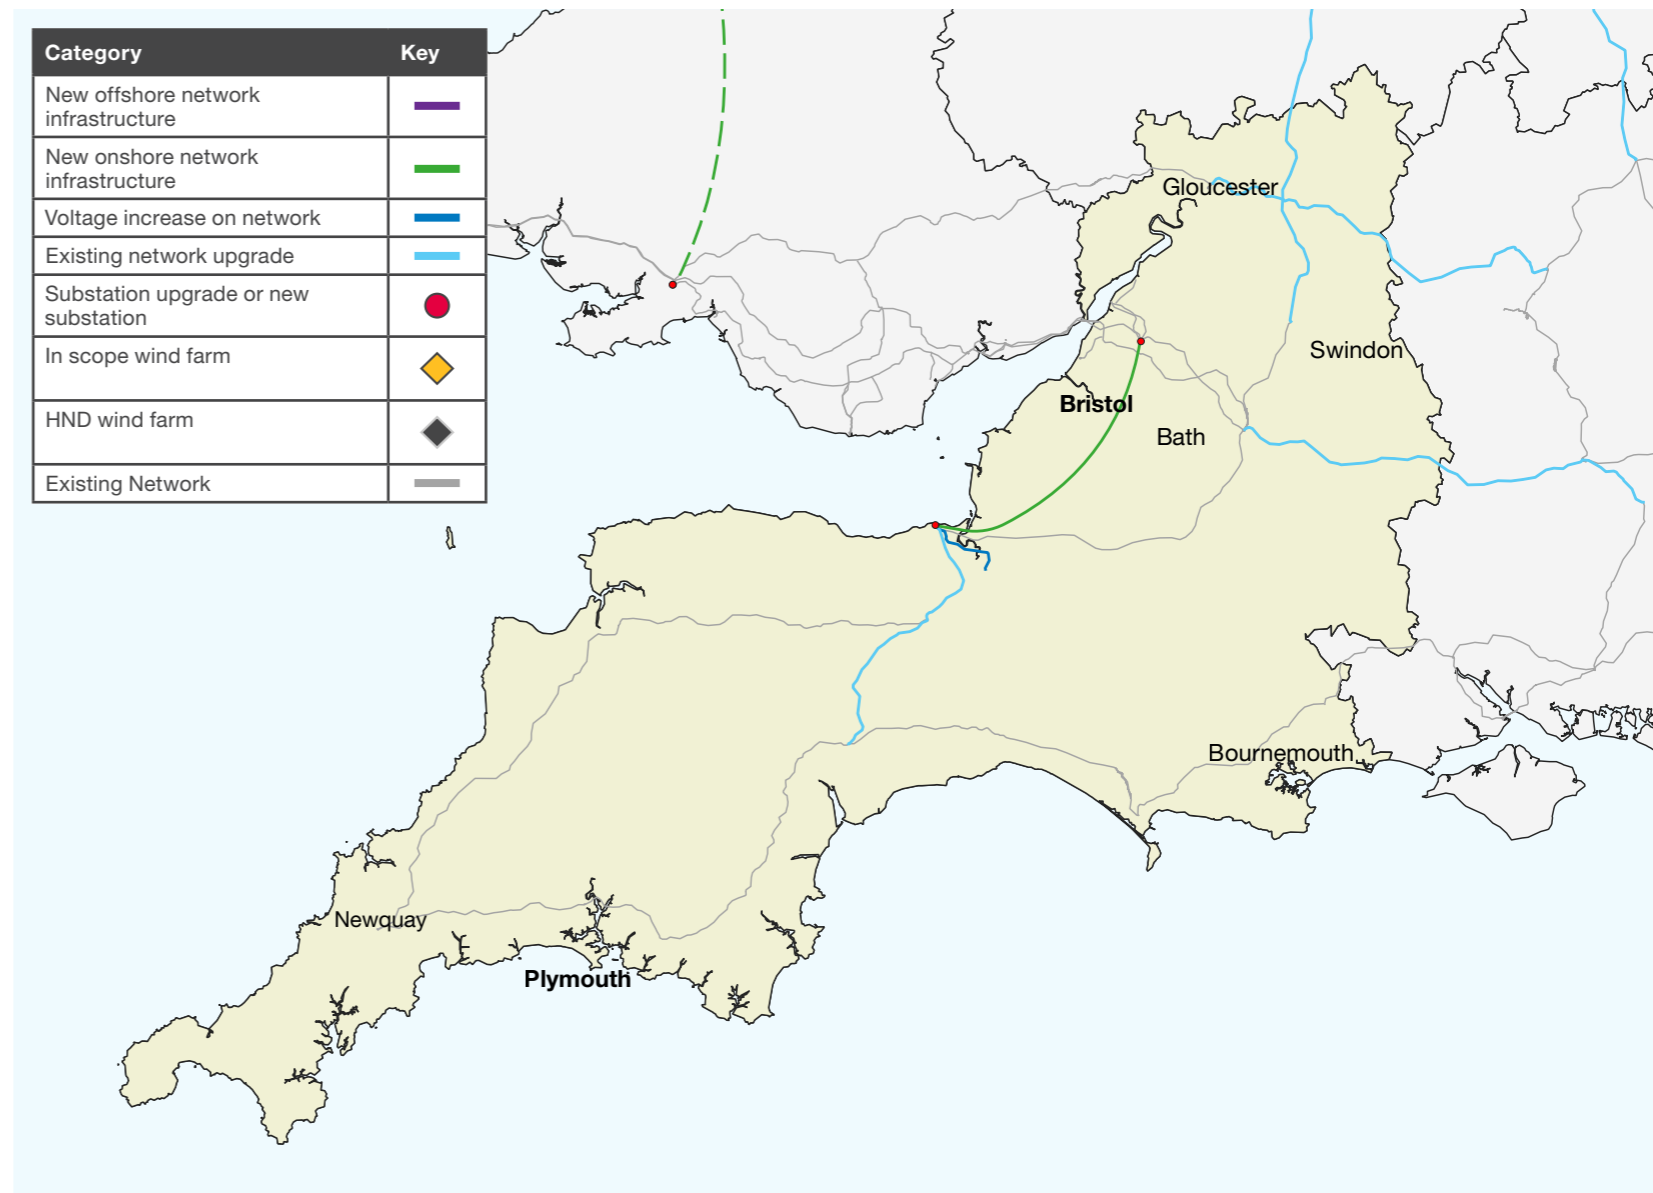 Category Key
New offshore network
infrastructure
New onshore network
infrastructure
Voltage increase on network
Existing network upgrade
Substation upgrade or new
substation
In scope wind farm
HND wind farm
Existing Network
Gloucester
Swindon
Bristol
Bath
Bournemouth
Newquay
Plymouth